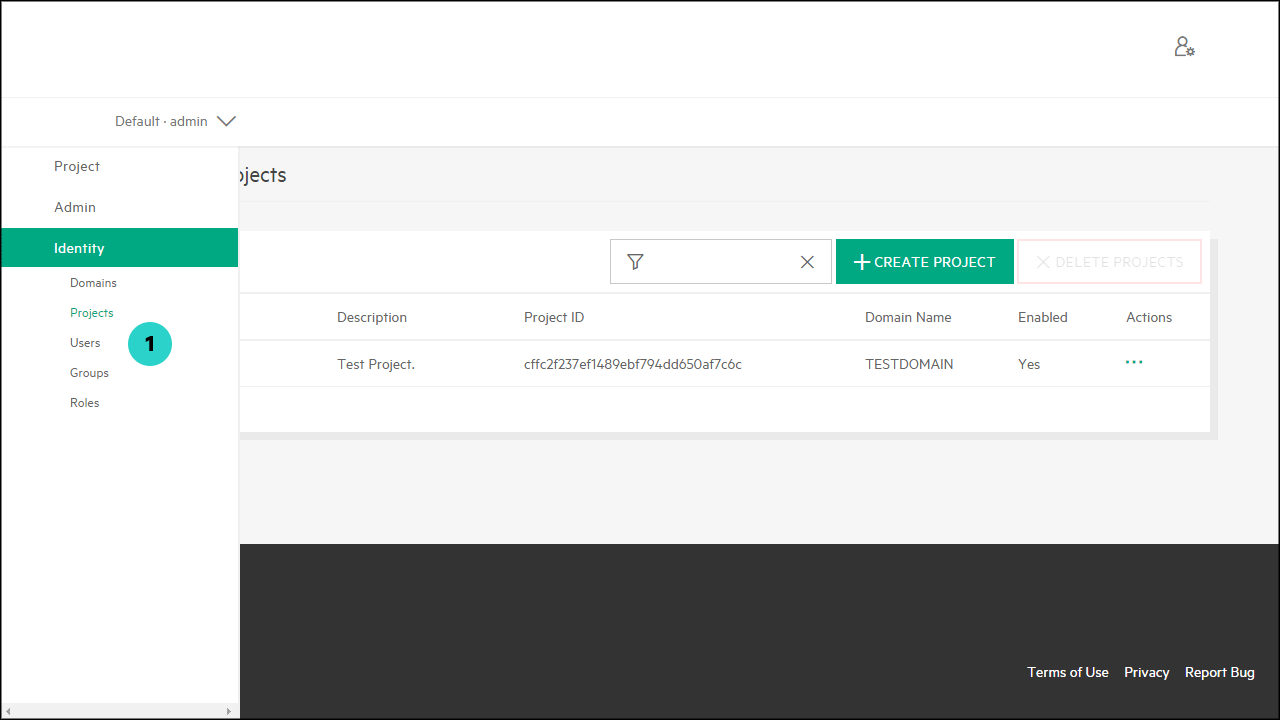 Default · admin
Project
Admin
Identity
Domains
Projects
Users
1
Groups
Roles
ojects
CREATE PROJECT
DELETE PROJECTS
Description Project ID Domain Name Enabled Actions
Test Project. cffc2f237ef1489ebf794dd650af7c6c TESTDOMAIN Yes
Terms of Use Privacy Report Bug